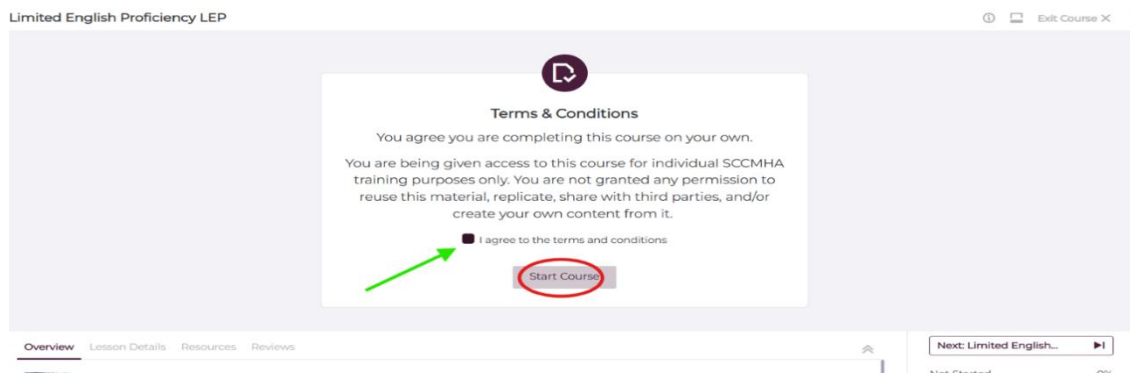 Limited English Proficiency LEP
Exit Course X
Terms & Conditions
You agree you are completing this course on your own.
You are being given access to this course for individual SCCMHA
training purposes only. You are not granted any permission to
reuse this material, replicate, share with third parties, and/or
create your own content from it.
I agree to the terms and conditions
Start Course
Overview Lesson Details Resources Reviews
Next: Limited English...
Not Started 0%